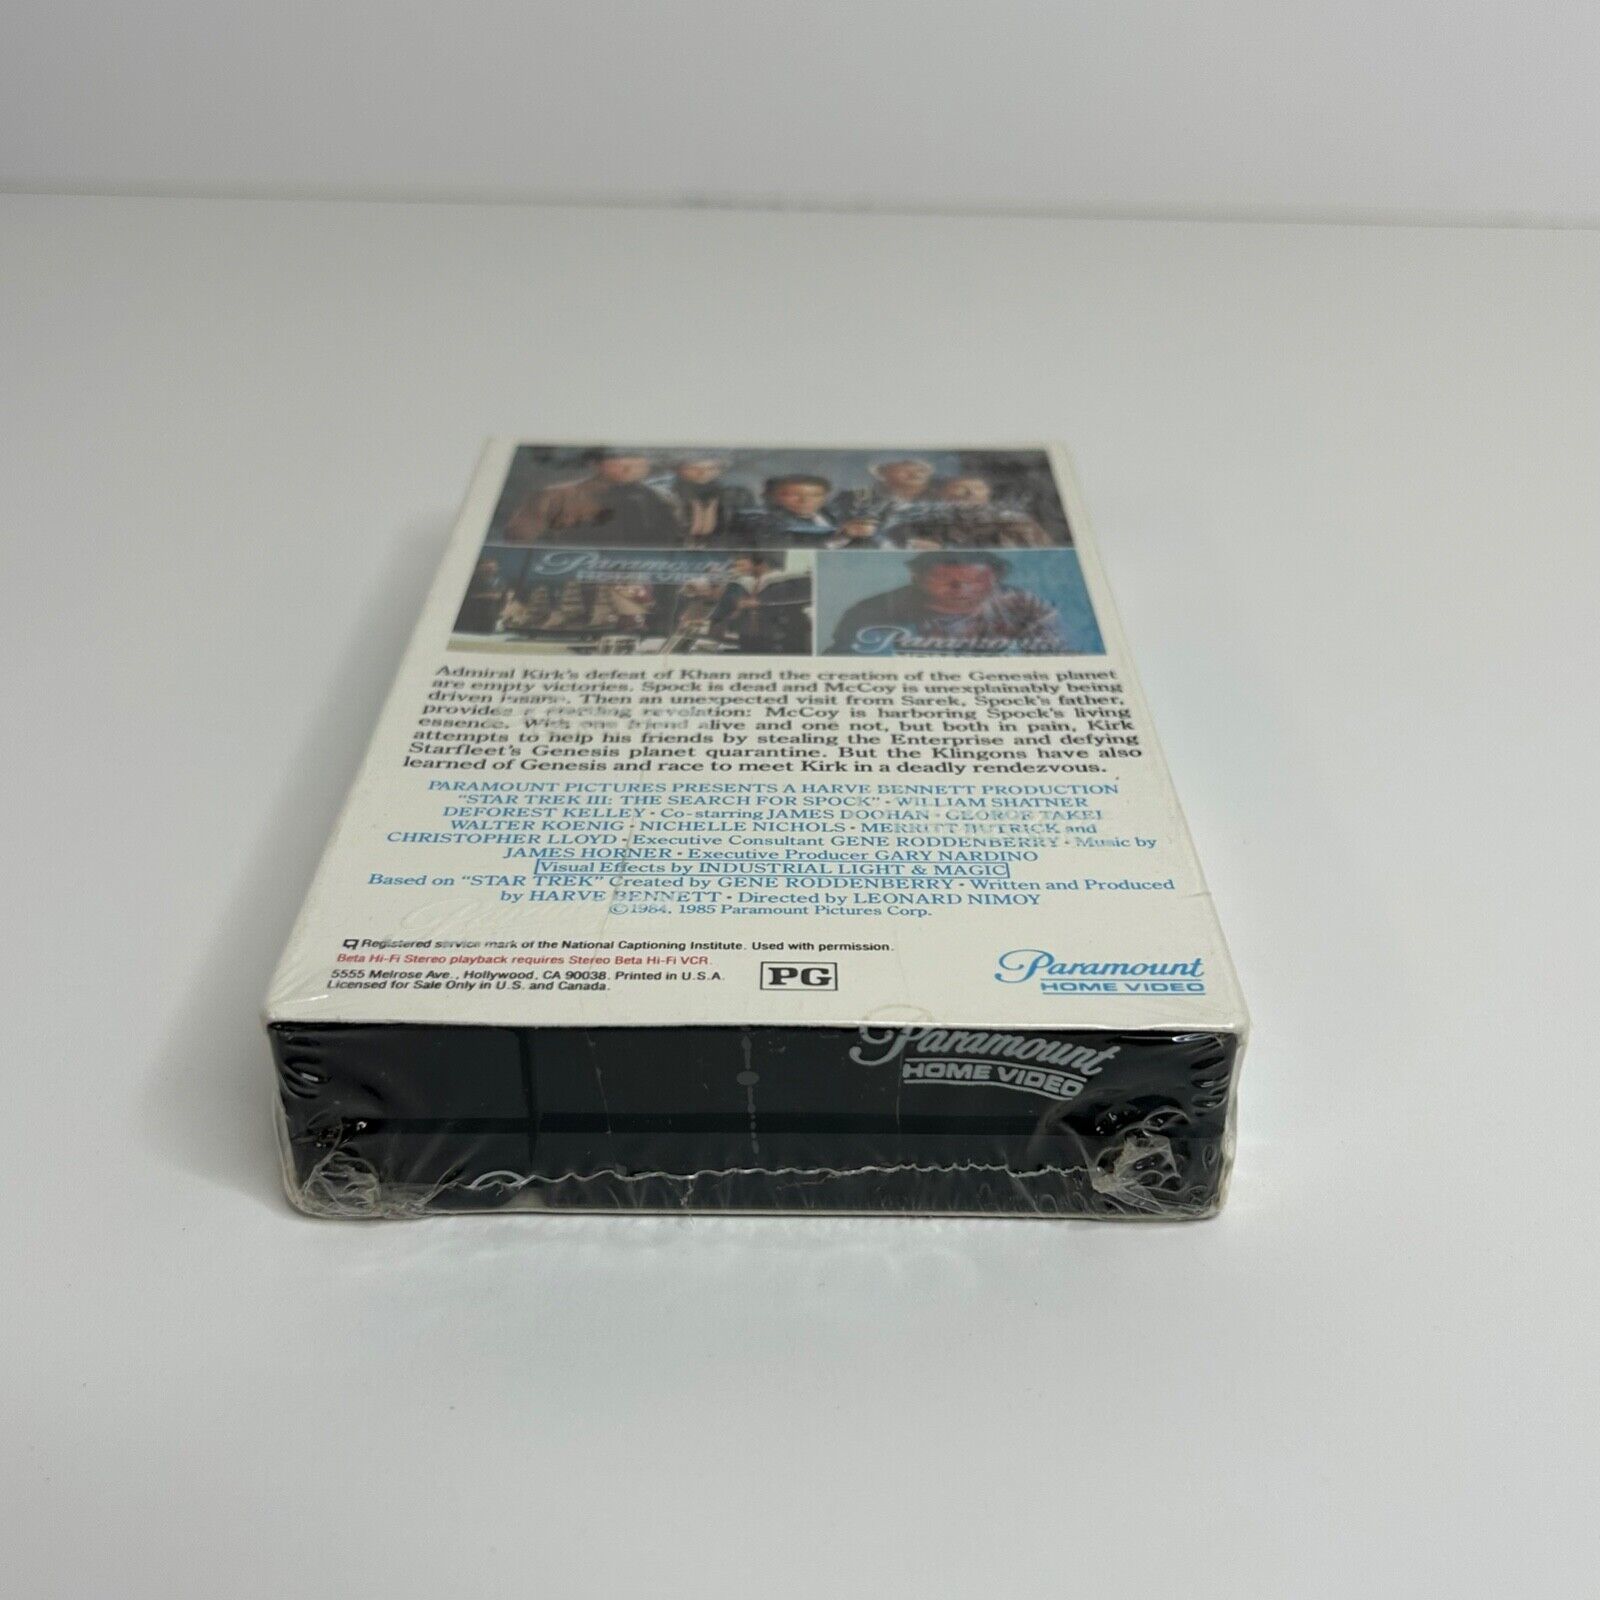 Paramount
HOME VIDEO
Paramount
Admiral Kirk's defeat of Khan and the creation of the Genesis planet
are empty victories. Spock is dead and McCoy is unexplainably being
driven insane. Then an unexpected visit from Sarek, Spock's father,
provides a startling revelation: McCoy is harboring Spock's living
essence. With one friend alive and one not, but both in pain, Kirk
attempts to help his friends by stealing the Enterprise and defying
Starfleet's Genesis planet quarantine. But the Klingons have also
learned of Genesis and race to meet Kirk in a deadly rendezvous.
PARAMOUNT PICTURES PRESENTS A HARVE BENNETT PRODUCTION
"STAR TREK III: THE SEARCH FOR SPOCK" • WILLIAM SHATNER
DEFOREST KELLEY • Co-starring JAMES DOOHAN • GEORGE TAKEI
WALTER KOENIG • NICHELLE NICHOLS • MERRITT BUTRICK and
CHRISTOPHER LLOYD • Executive Consultant GENE RODDENBERRY • Music by
JAMES HORNER • Executive Producer GARY NARDINO
Visual Effects by INDUSTRIAL LIGHT & MAGIC
Based on "STAR TREK" Created by GENE RODDENBERRY • Written and Produced
by HARVE BENNETT • Directed by LEONARD NIMOY
©1984, 1985 Paramount Pictures Corp.
Registered service mark of the National Captioning Institute. Used with permission.
Beta Hi-Fi Stereo playback requires Stereo Beta Hi-Fi VCR.
5555 Melrose Ave., Hollywood, CA 90038. Printed in U.S.A.
Licensed for Sale Only in U.S. and Canada.
PG
Paramount
HOME VIDEO
Paramount
HOME VIDEO